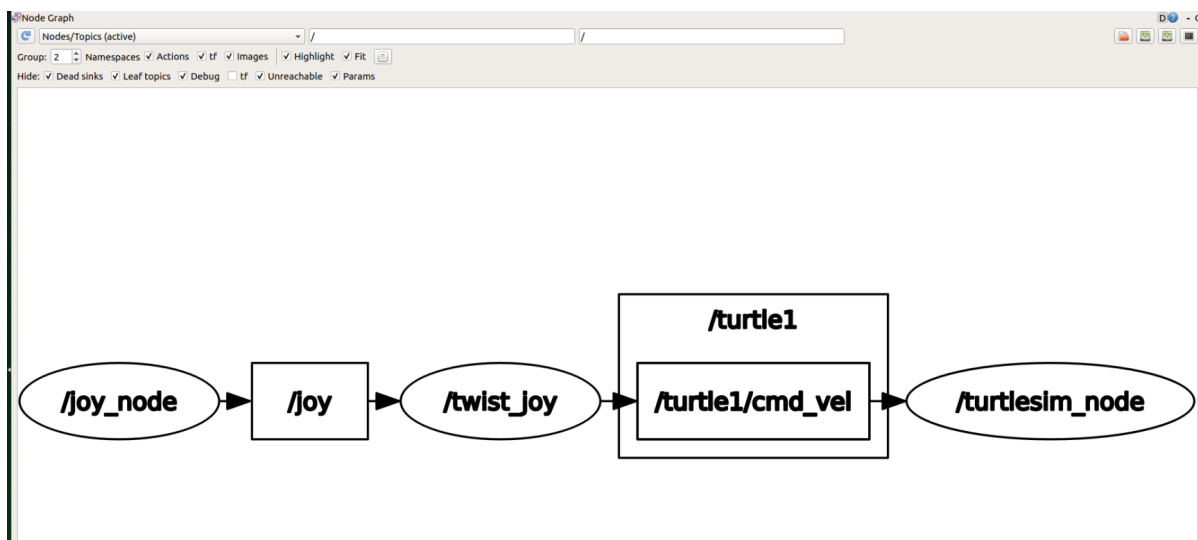 Node Graph
D - C
Nodes/Topics (active) / /
Group: 2 Namespaces Actions tf Images Highlight Fit
Hide: Dead sinks Leaf topics Debug tf Unreachable Params
/turtle1
/joy_node /joy /twist_joy /turtle1/cmd_vel /turtlesim_node